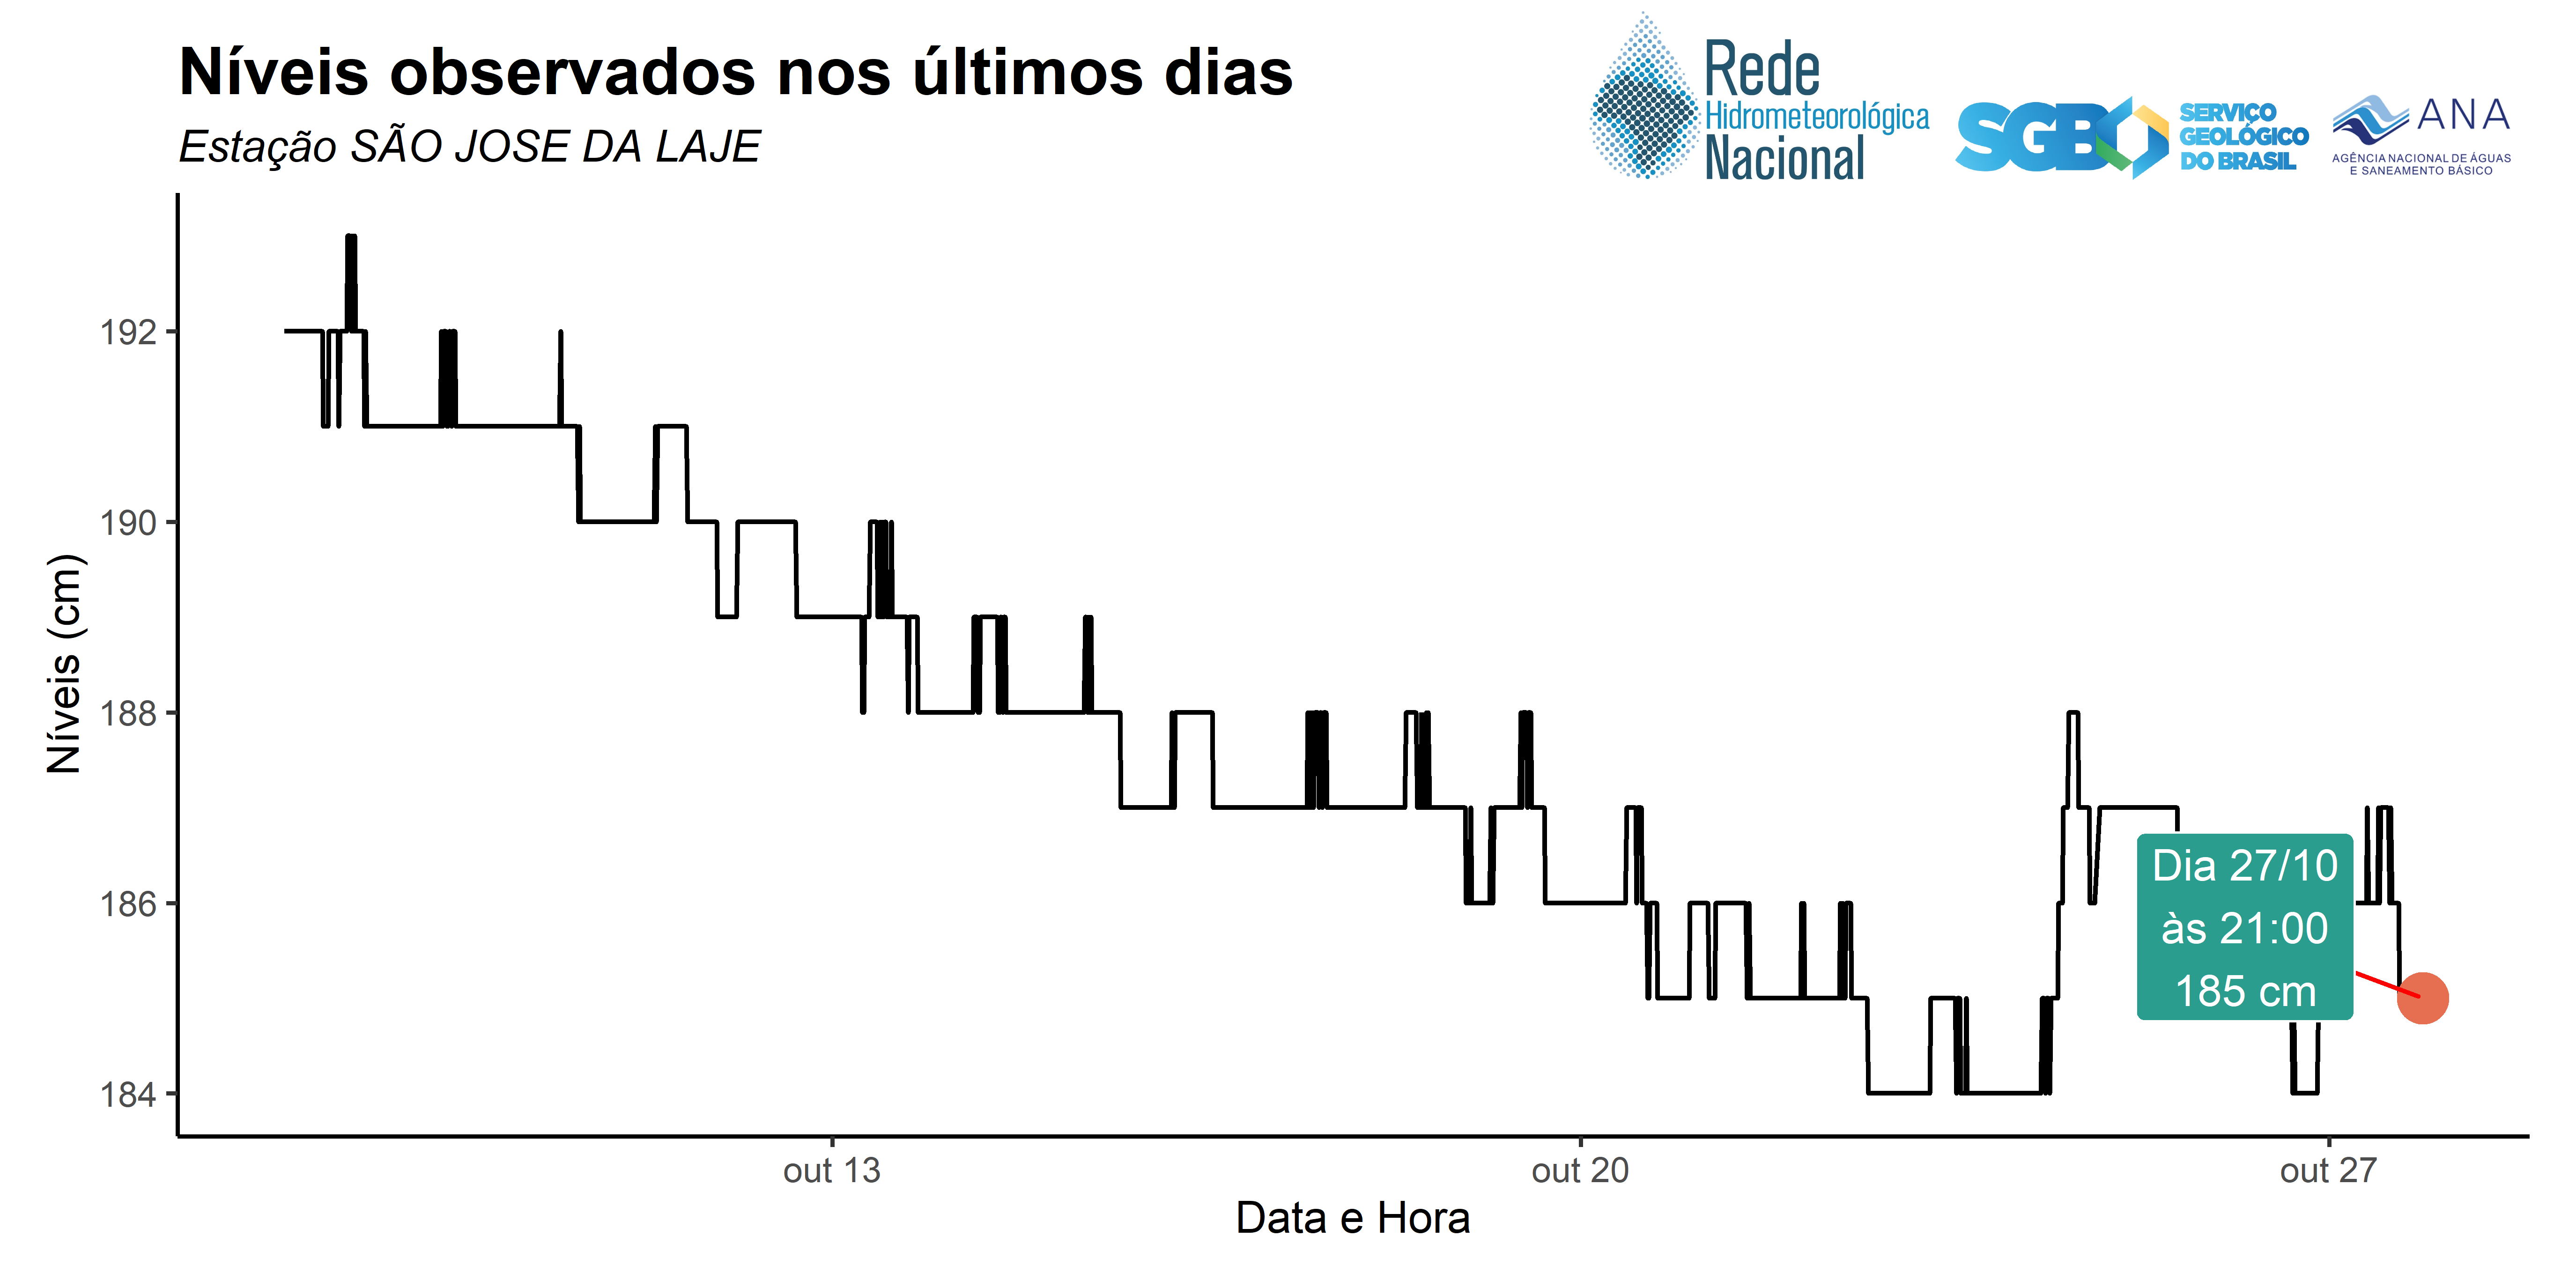 Níveis observados nos últimos dias
Estação SÃO JOSE DA LAJE
Rede
Hidrometeorológica
Nacional
SGB
SERVIÇO
GEOLÓGICO
DO BRASIL
ANA
AGÊNCIA NACIONAL DE ÁGUAS
E SANEAMENTO BÁSICO
Níveis (cm)
192
190
188
186
184
Dia 27/10
às 21:00
185 cm
out 13
out 20
out 27
Data e Hora